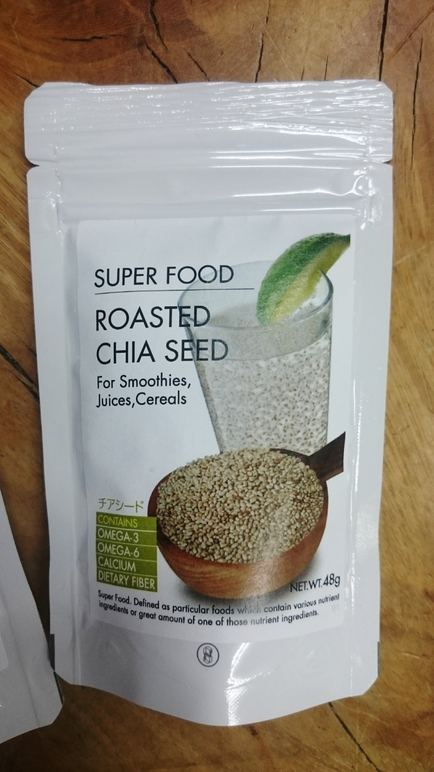 SUPER FOOD
ROASTED
CHIA SEED
For Smoothies,
Juices,Cereals
チアシード
CONTAINS
OMEGA-3
OMEGA-6
CALCIUM
DIETARY FIBER
NET.WT.48g
Super Food. Defined as particular foods which contain various nutrient
ingredients or great amount of one of those nutrient ingredients.